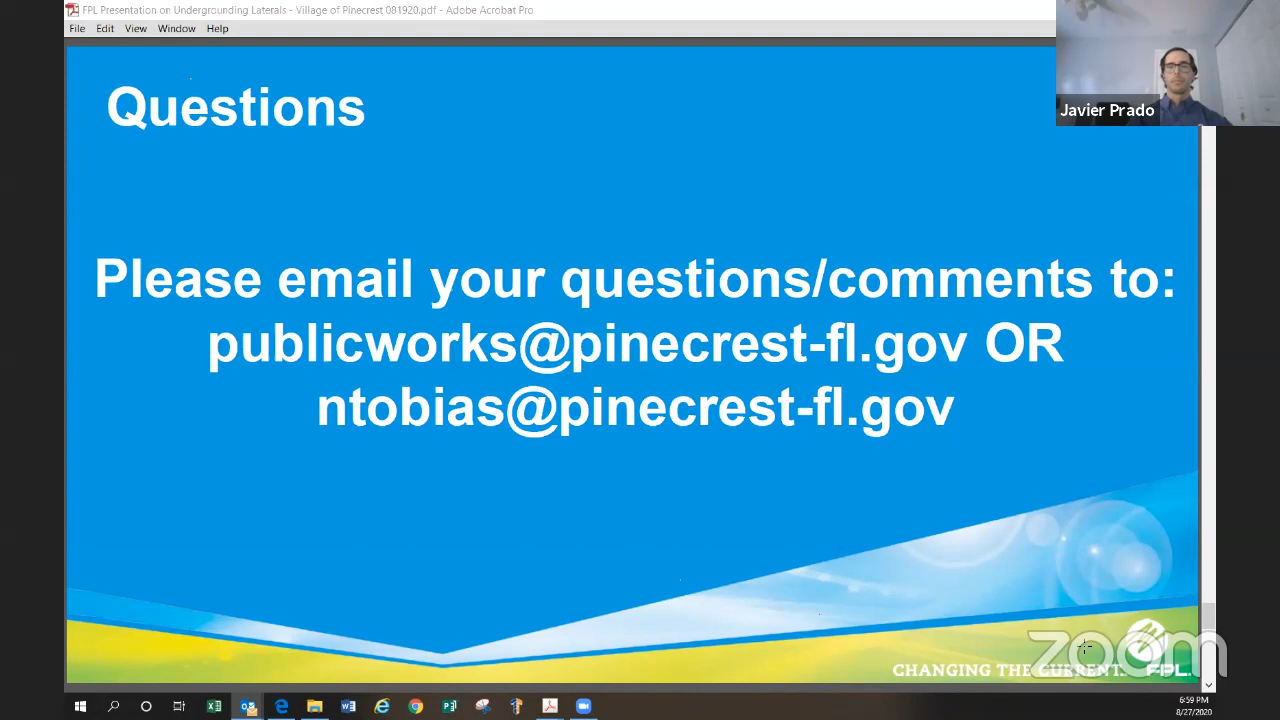 FPL Presentation on Undergrounding Laterals - Village of Pinecrest 081920.pdf - Adobe Acrobat Pro
File Edit View Window Help
Javier Prado
Questions
Please email your questions/comments to:
publicworks@pinecrest-fl.gov OR
ntobias@pinecrest-fl.gov
zoom
CHANGING THE CURRENT.
FPL.
6:59 PM
8/27/2020